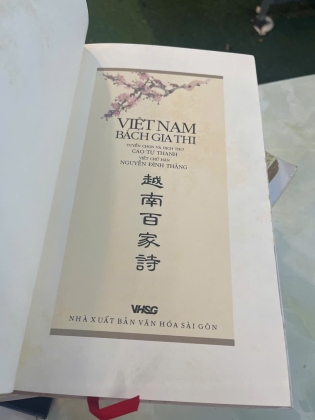 VIỆT NAM
BÁCH GIA THI
TUYỂN CHỌN VÀ DỊCH THƠ
CAO TỰ THANH
VIẾT CHỮ HÁN
NGUYỄN ĐÌNH THẢNG
越南百家詩
VHSG
NHÀ XUẤT BẢN VĂN HÓA SÀI GÒN